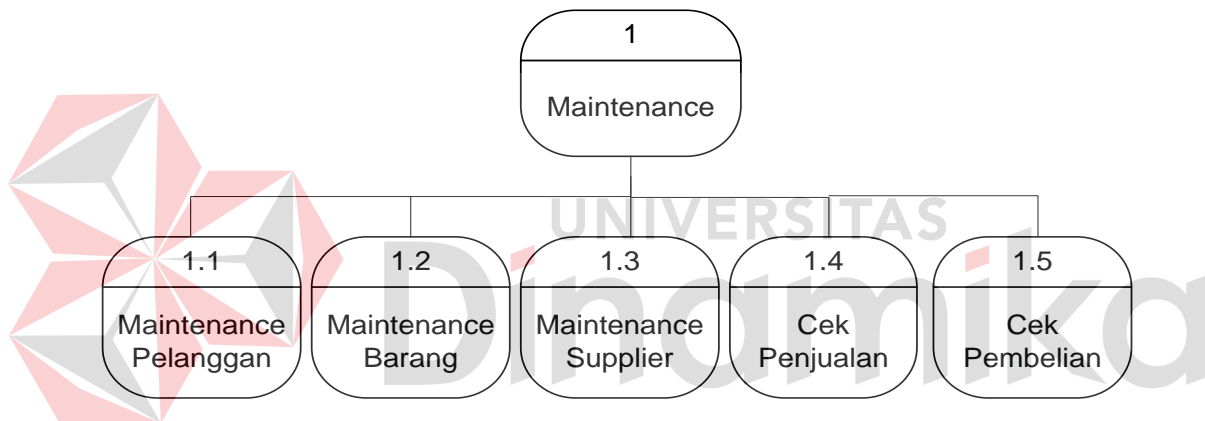 1
Maintenance
UNIVERSITAS
Dinamika
1.1
Maintenance
Pelanggan
1.2
Maintenance
Barang
1.3
Maintenance
Supplier
1.4
Cek
Penjualan
1.5
Cek
Pembelian